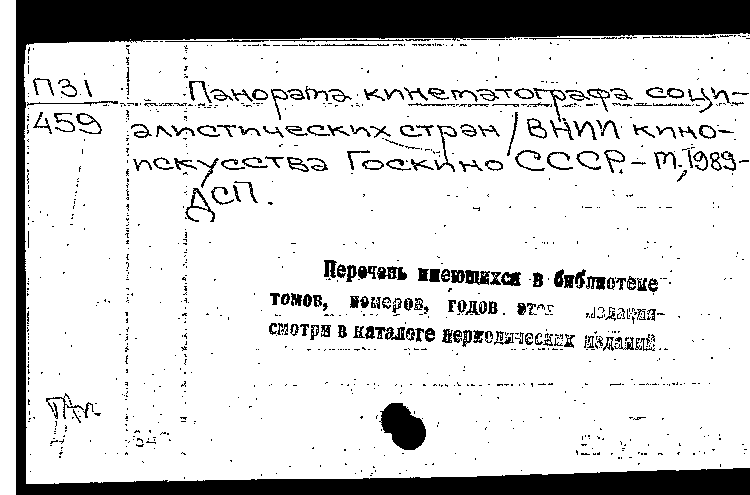 П31 Панорама кинематографа соци-
459 алистических стран / ВНИИ кино-
искусства Госкино СССР. - М., 1989-
ДСП.
Перечень имеющихся в библиотеке
томов, номеров, годов этого издания
смотри в каталоге периодических изданий